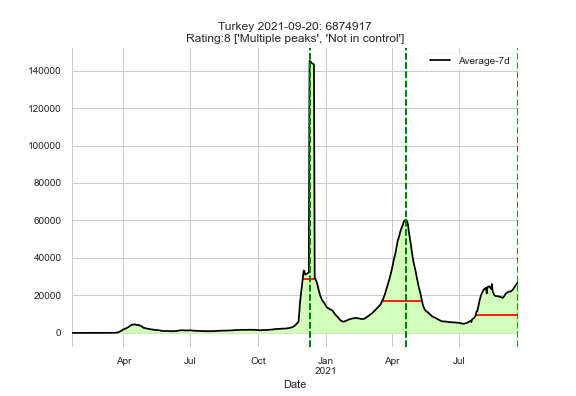 Turkey 2021-09-20: 6874917
Rating:8 ['Multiple peaks', 'Not in control']
Average-7d
140000
120000
100000
80000
60000
40000
20000
0
Apr Jul Oct Jan Apr Jul
2021
Date